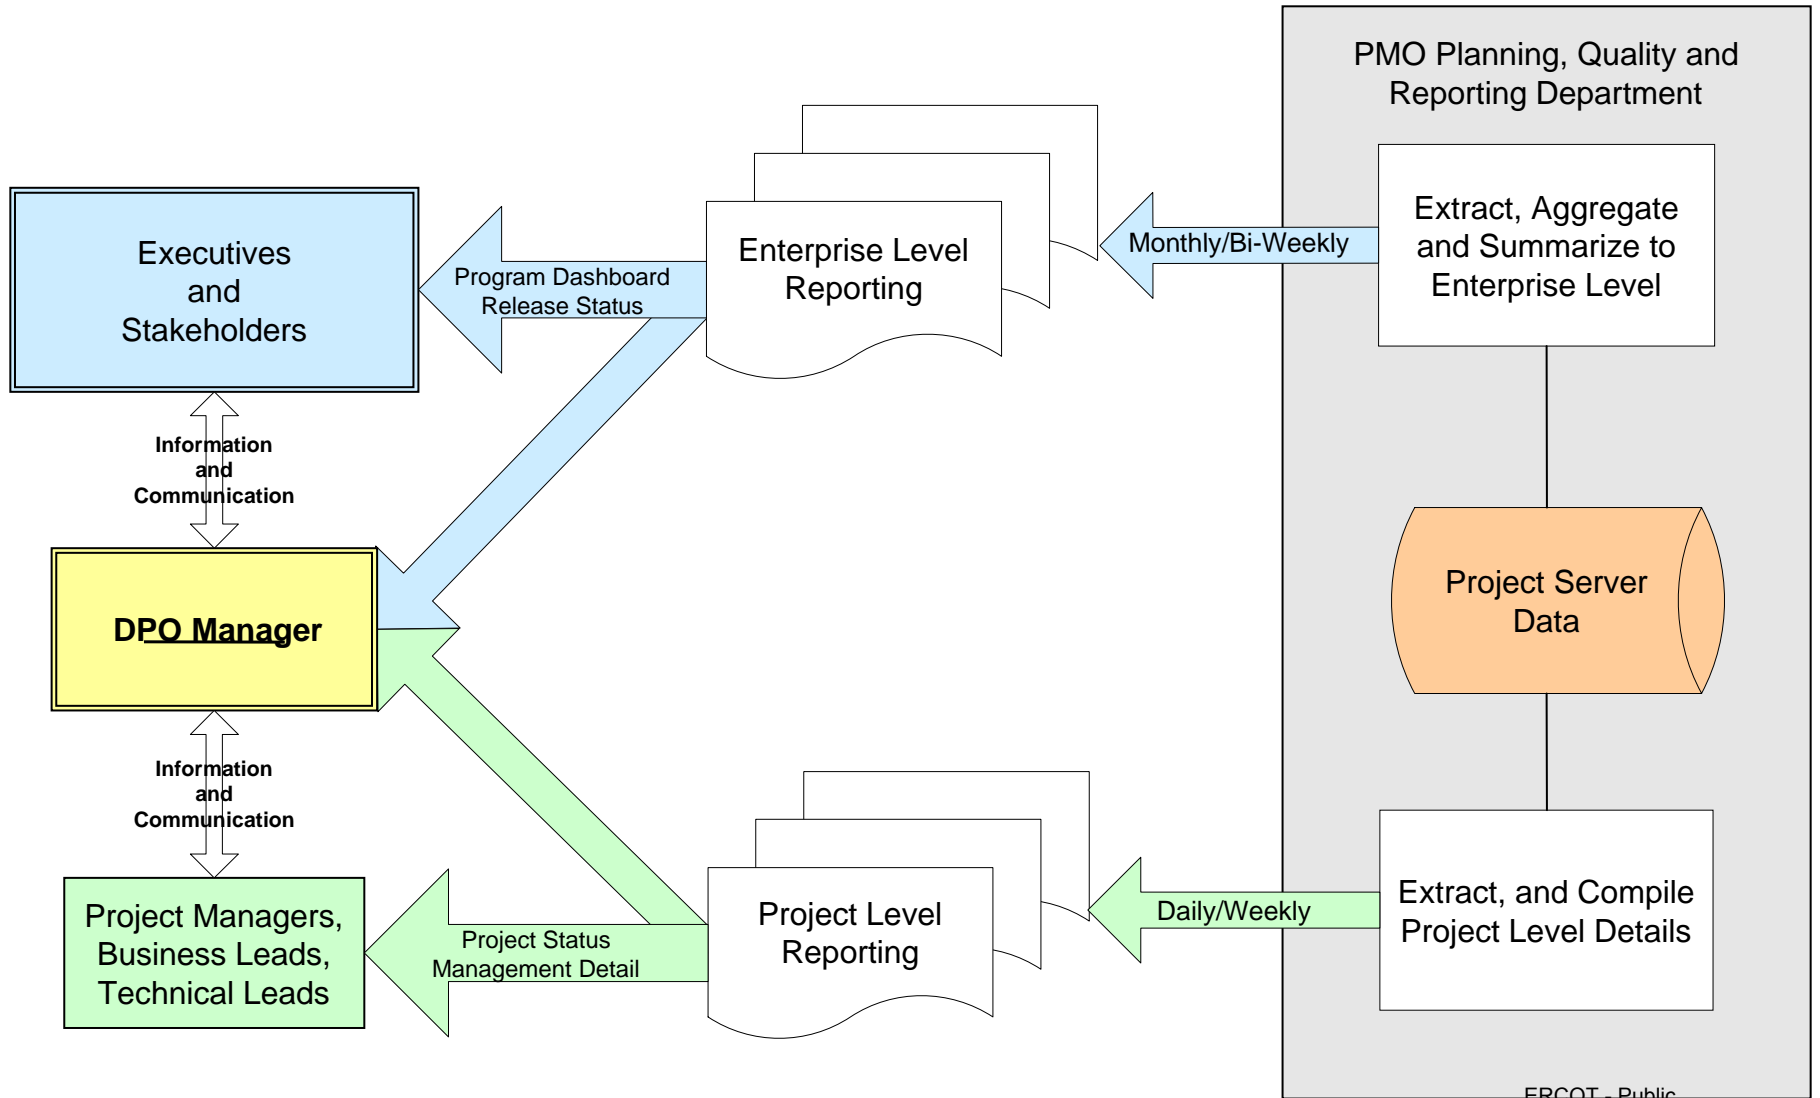 PMO Planning, Quality and
Reporting Department
Executives
and
Stakeholders
Program Dashboard
Release Status
Enterprise Level
Reporting
Monthly/Bi-Weekly
Extract, Aggregate
and Summarize to
Enterprise Level
Information
and
Communication
DPO Manager
Project Server
Data
Information
and
Communication
Project Managers,
Business Leads,
Technical Leads
Project Status
Management Detail
Project Level
Reporting
Daily/Weekly
Extract, and Compile
Project Level Details
ERCOT - Public